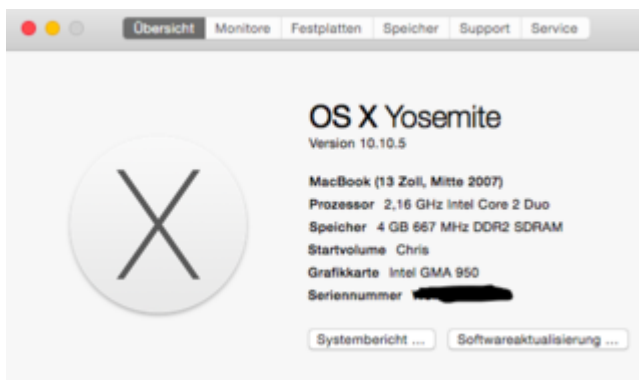 Übersicht Monitore Festplatten Speicher Support Service
OS X Yosemite
Version 10.10.5
MacBook (13 Zoll, Mitte 2007)
Prozessor 2,16 GHz Intel Core 2 Duo
Speicher 4 GB 667 MHz DDR2 SDRAM
Startvolume Chris
Grafikkarte Intel GMA 950
Seriennummer
Systembericht ...
Softwareaktualisierung ...